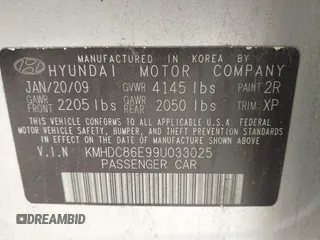 MANUFACTURED IN KOREA BY
HYUNDAI MOTOR COMPANY
JAN/20/09 GVWR 4145 lbs PAINT 2R
GAWR FRONT 2205 lbs GAWR REAR 2050 lbs TRIM XP
THIS VEHICLE CONFORMS TO ALL APPLICABLE
U.S. FEDERAL MOTOR VEHICLE SAFETY, BUMPER,
AND THEFT PREVENTION STANDARDS IN EFFECT ON
THE DATE OF MANUFACTURE SHOWN ABOVE.
V.I.N KMHDC86E99U033025
PASSENGER CAR
DREAMBID